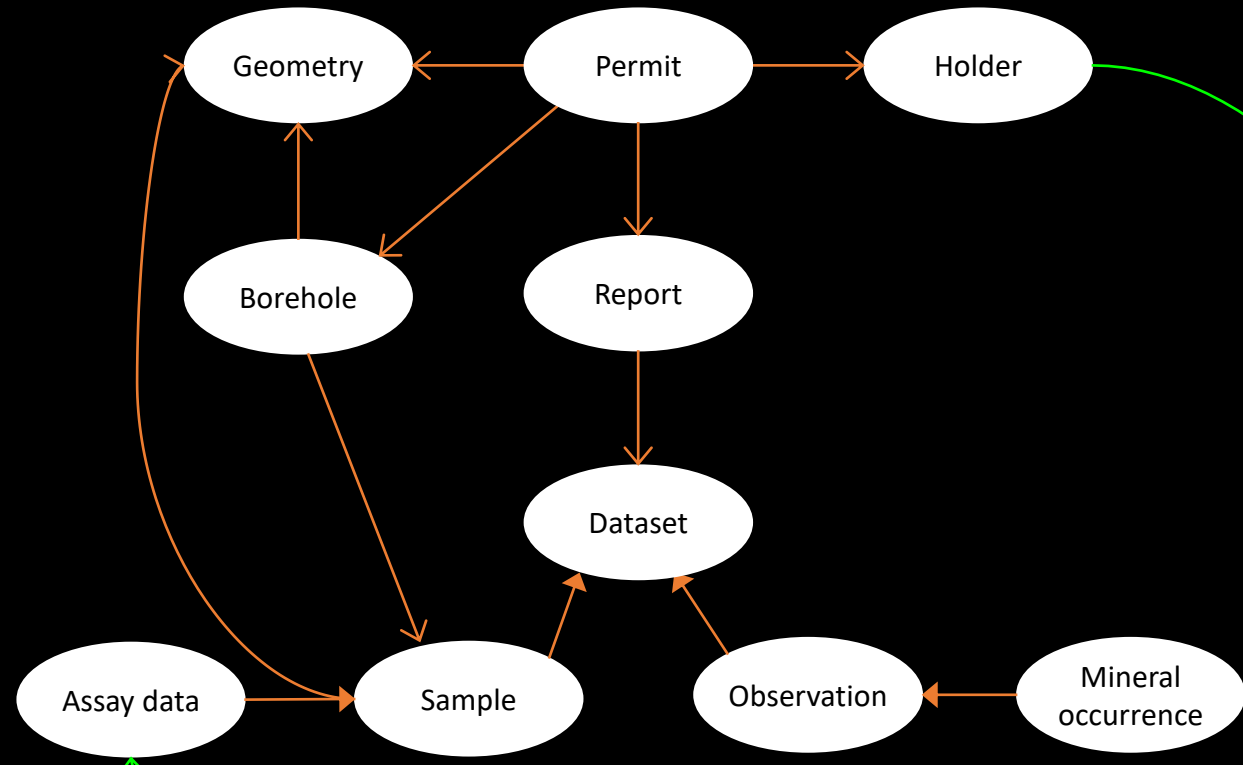 Geometry
Permit
Holder
Borehole
Report
Dataset
Assay data
Sample
Observation
Mineral
occurrence